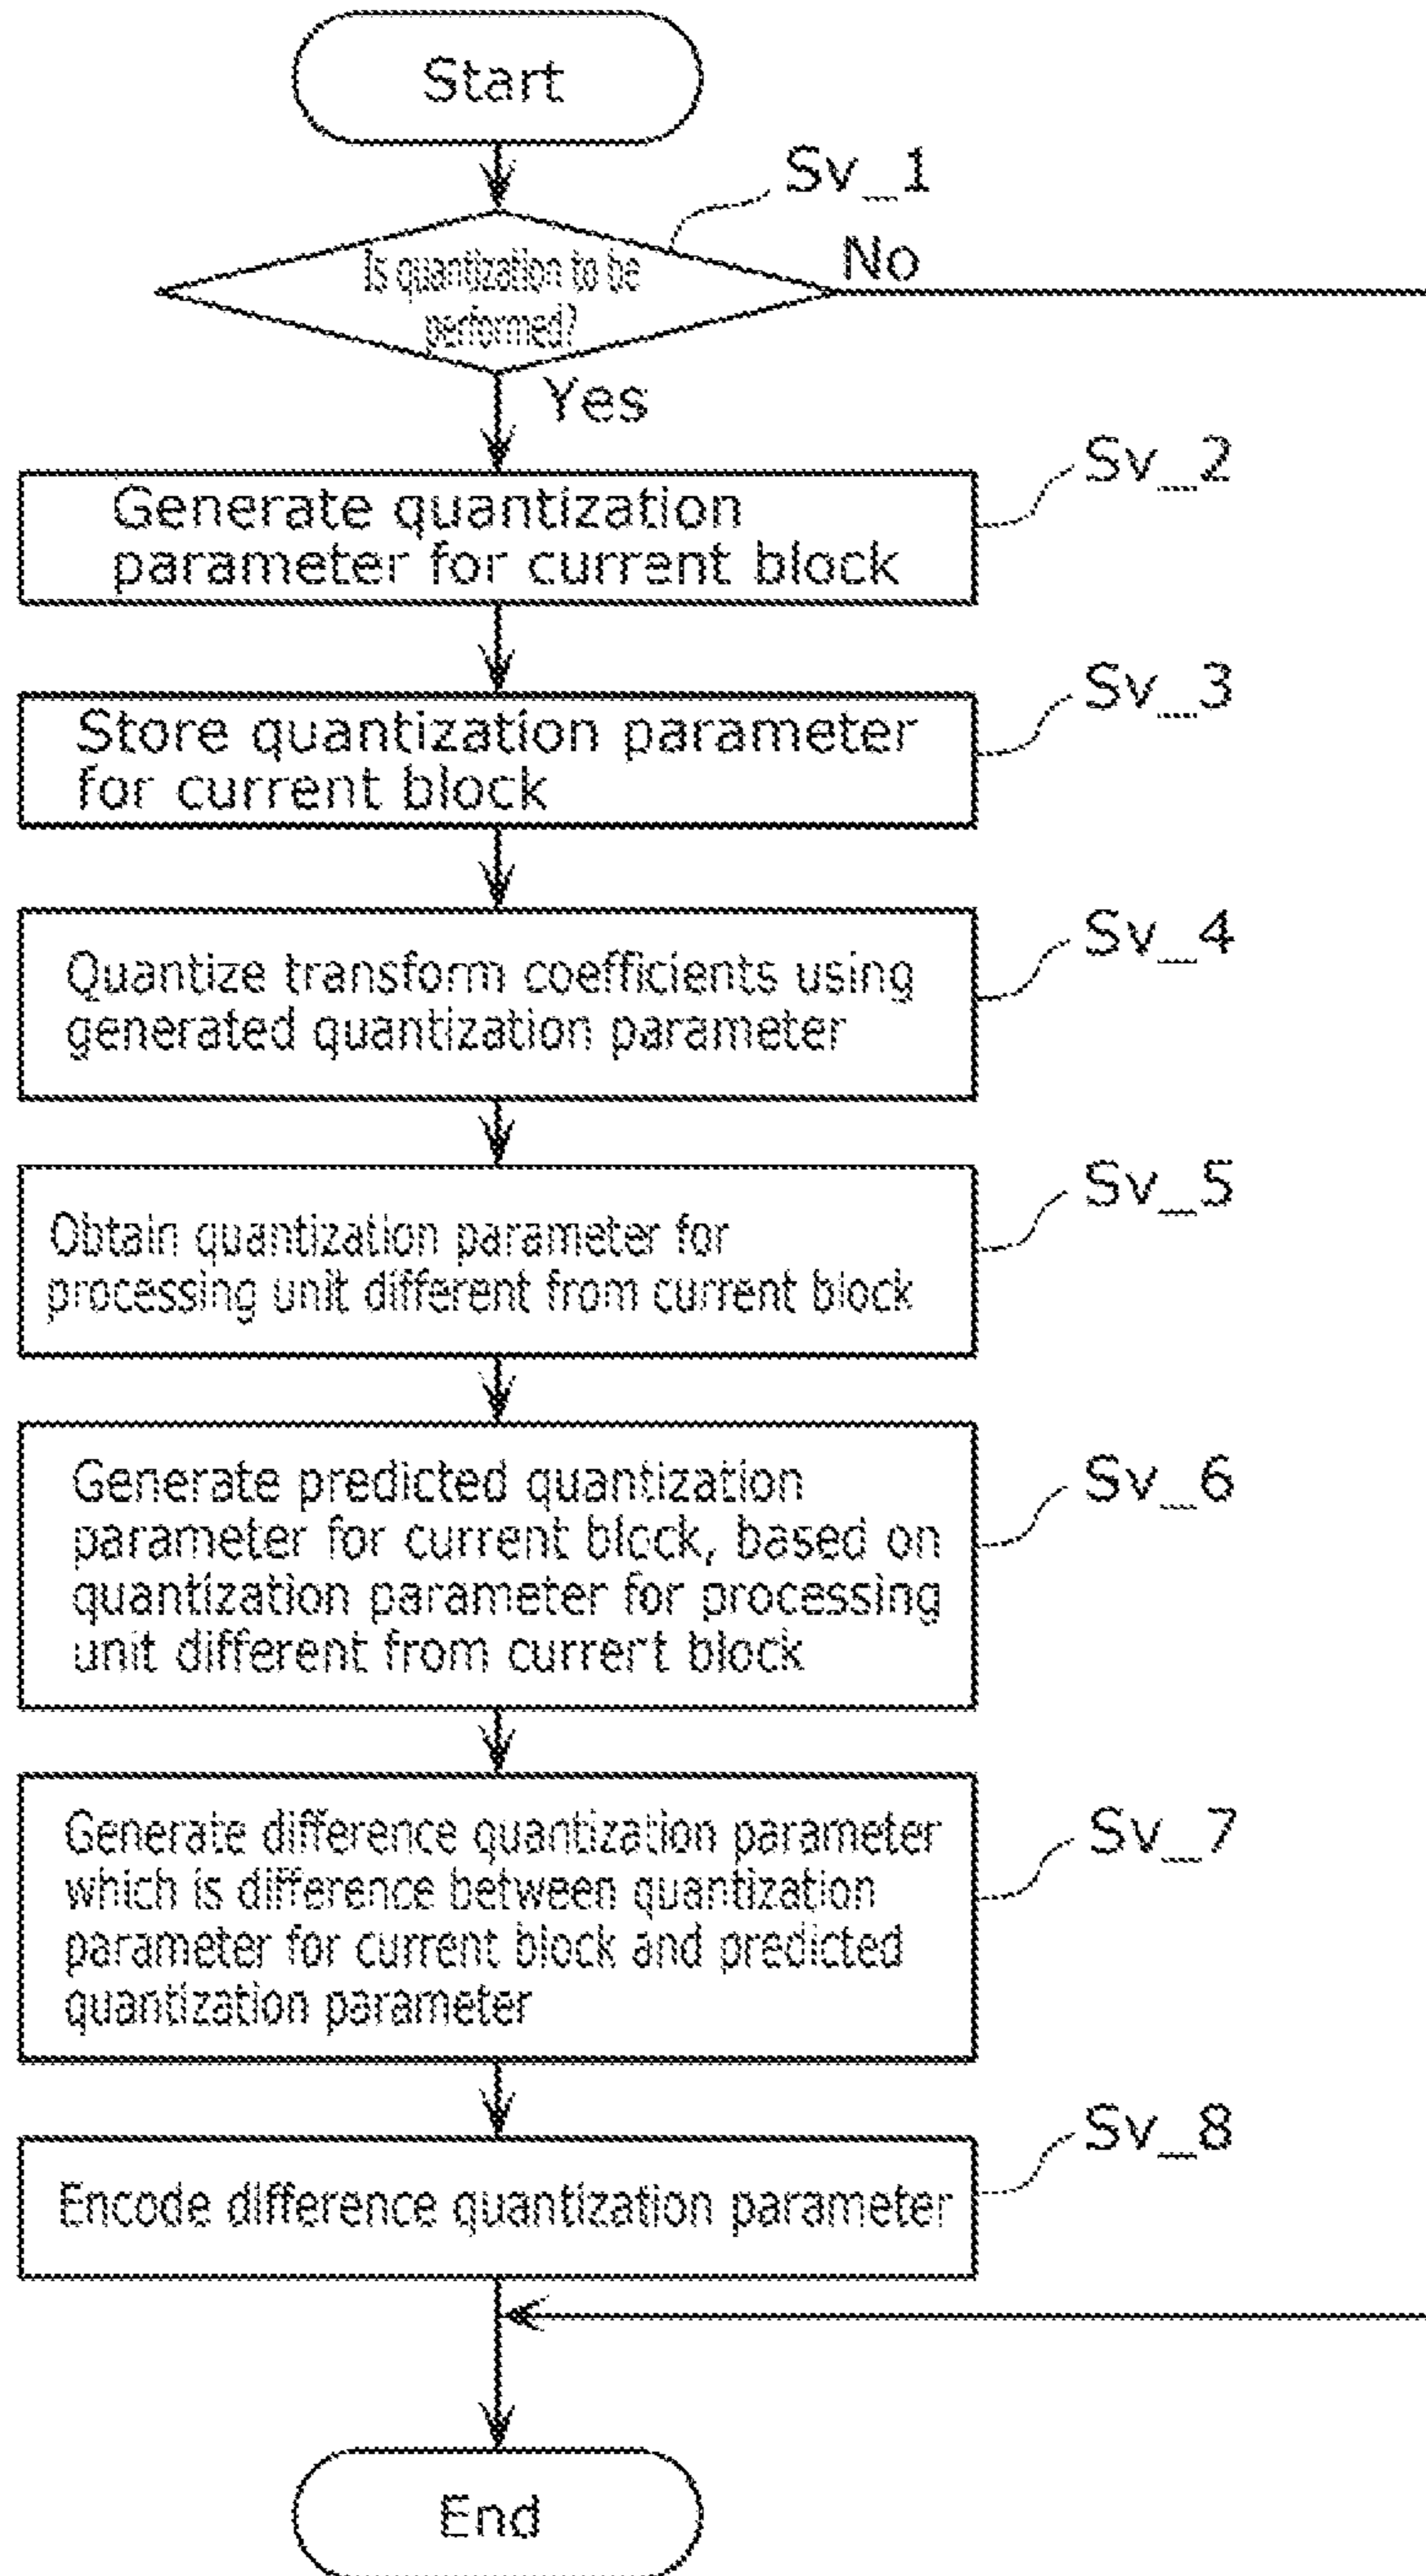 Start
Sv_1
Is quantization to be
performed?
No
Yes
Sv_2
Generate quantization
parameter for current block
Sv_3
Store quantization parameter
for current block
Sv_4
Quantize transform coefficients using
generated quantization parameter
Sv_5
Obtain quantization parameter for
processing unit different from current block
Sv_6
Generate predicted quantization
parameter for current block, based on
quantization parameter for processing
unit different from current block
Sv_7
Generate difference quantization parameter
which is difference between quantization
parameter for current block and predicted
quantization parameter
Sv_8
Encode difference quantization parameter
End